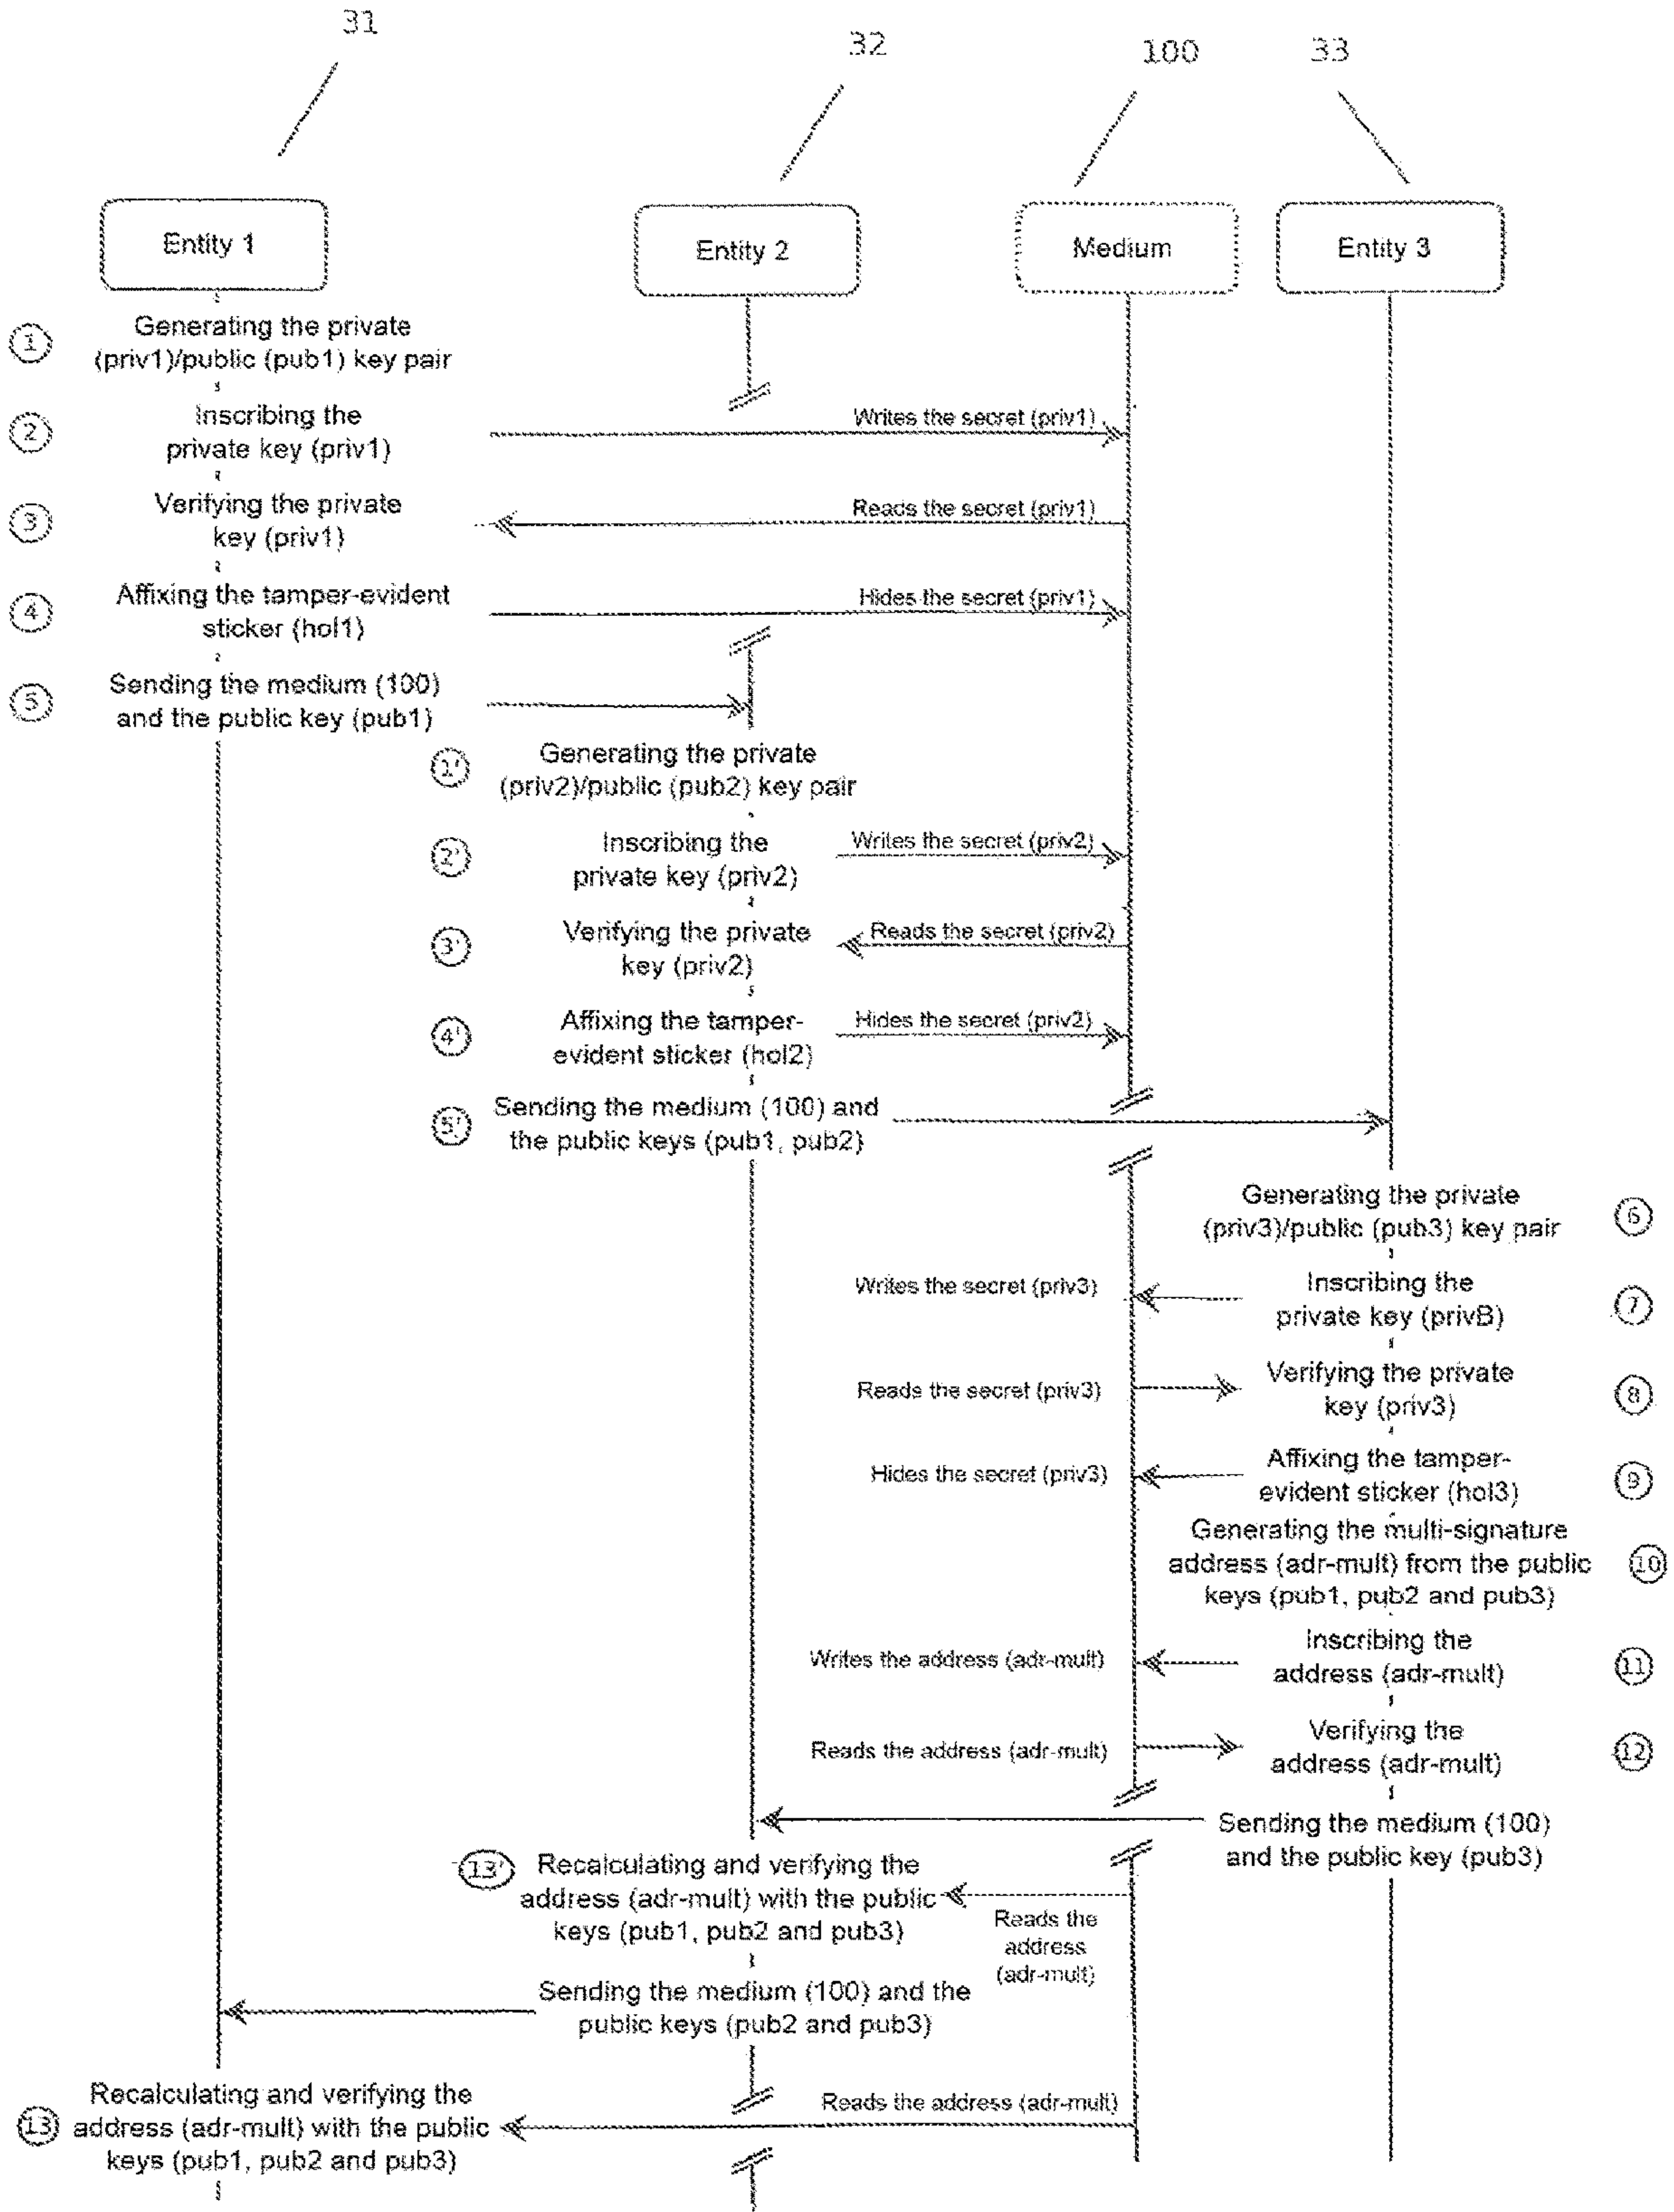 31
32
100
33
Entity 1
Entity 2
Medium
Entity 3
1
Generating the private
(priv1)/public (pub1) key pair
2
Inscribing the
private key (priv1)
Writes the secret (priv1)
3
Verifying the private
key (priv1)
Reads the secret (priv1)
4
Affixing the tamper-evident
sticker (hol1)
Hides the secret (priv1)
5
Sending the medium (100)
and the public key (pub1)
1'
Generating the private
(priv2)/public (pub2) key pair
2'
Inscribing the
private key (priv2)
Writes the secret (priv2)
3'
Verifying the private
key (priv2)
Reads the secret (priv2)
4'
Affixing the tamper-
evident sticker (hol2)
Hides the secret (priv2)
5'
Sending the medium (100) and
the public keys (pub1, pub2)
Generating the private
(priv3)/public (pub3) key pair
6
Writes the secret (priv3)
Inscribing the
private key (privB)
7
Reads the secret (priv3)
Verifying the private
key (priv3)
8
Hides the secret (priv3)
Affixing the tamper-
evident sticker (hol3)
9
Generating the multi-signature
address (adr-mult) from the public
keys (pub1, pub2 and pub3)
10
Writes the address (adr-mult)
Inscribing the
address (adr-mult)
11
Reads the address (adr-mult)
Verifying the
address (adr-mult)
12
Sending the medium (100)
and the public key (pub3)
13'
Recalculating and verifying the
address (adr-mult) with the public
keys (pub1, pub2 and pub3)
Reads the
address
(adr-mult)
Sending the medium (100) and the
public keys (pub2 and pub3)
13
Recalculating and verifying the
address (adr-mult) with the public
keys (pub1, pub2 and pub3)
Reads the address (adr-mult)